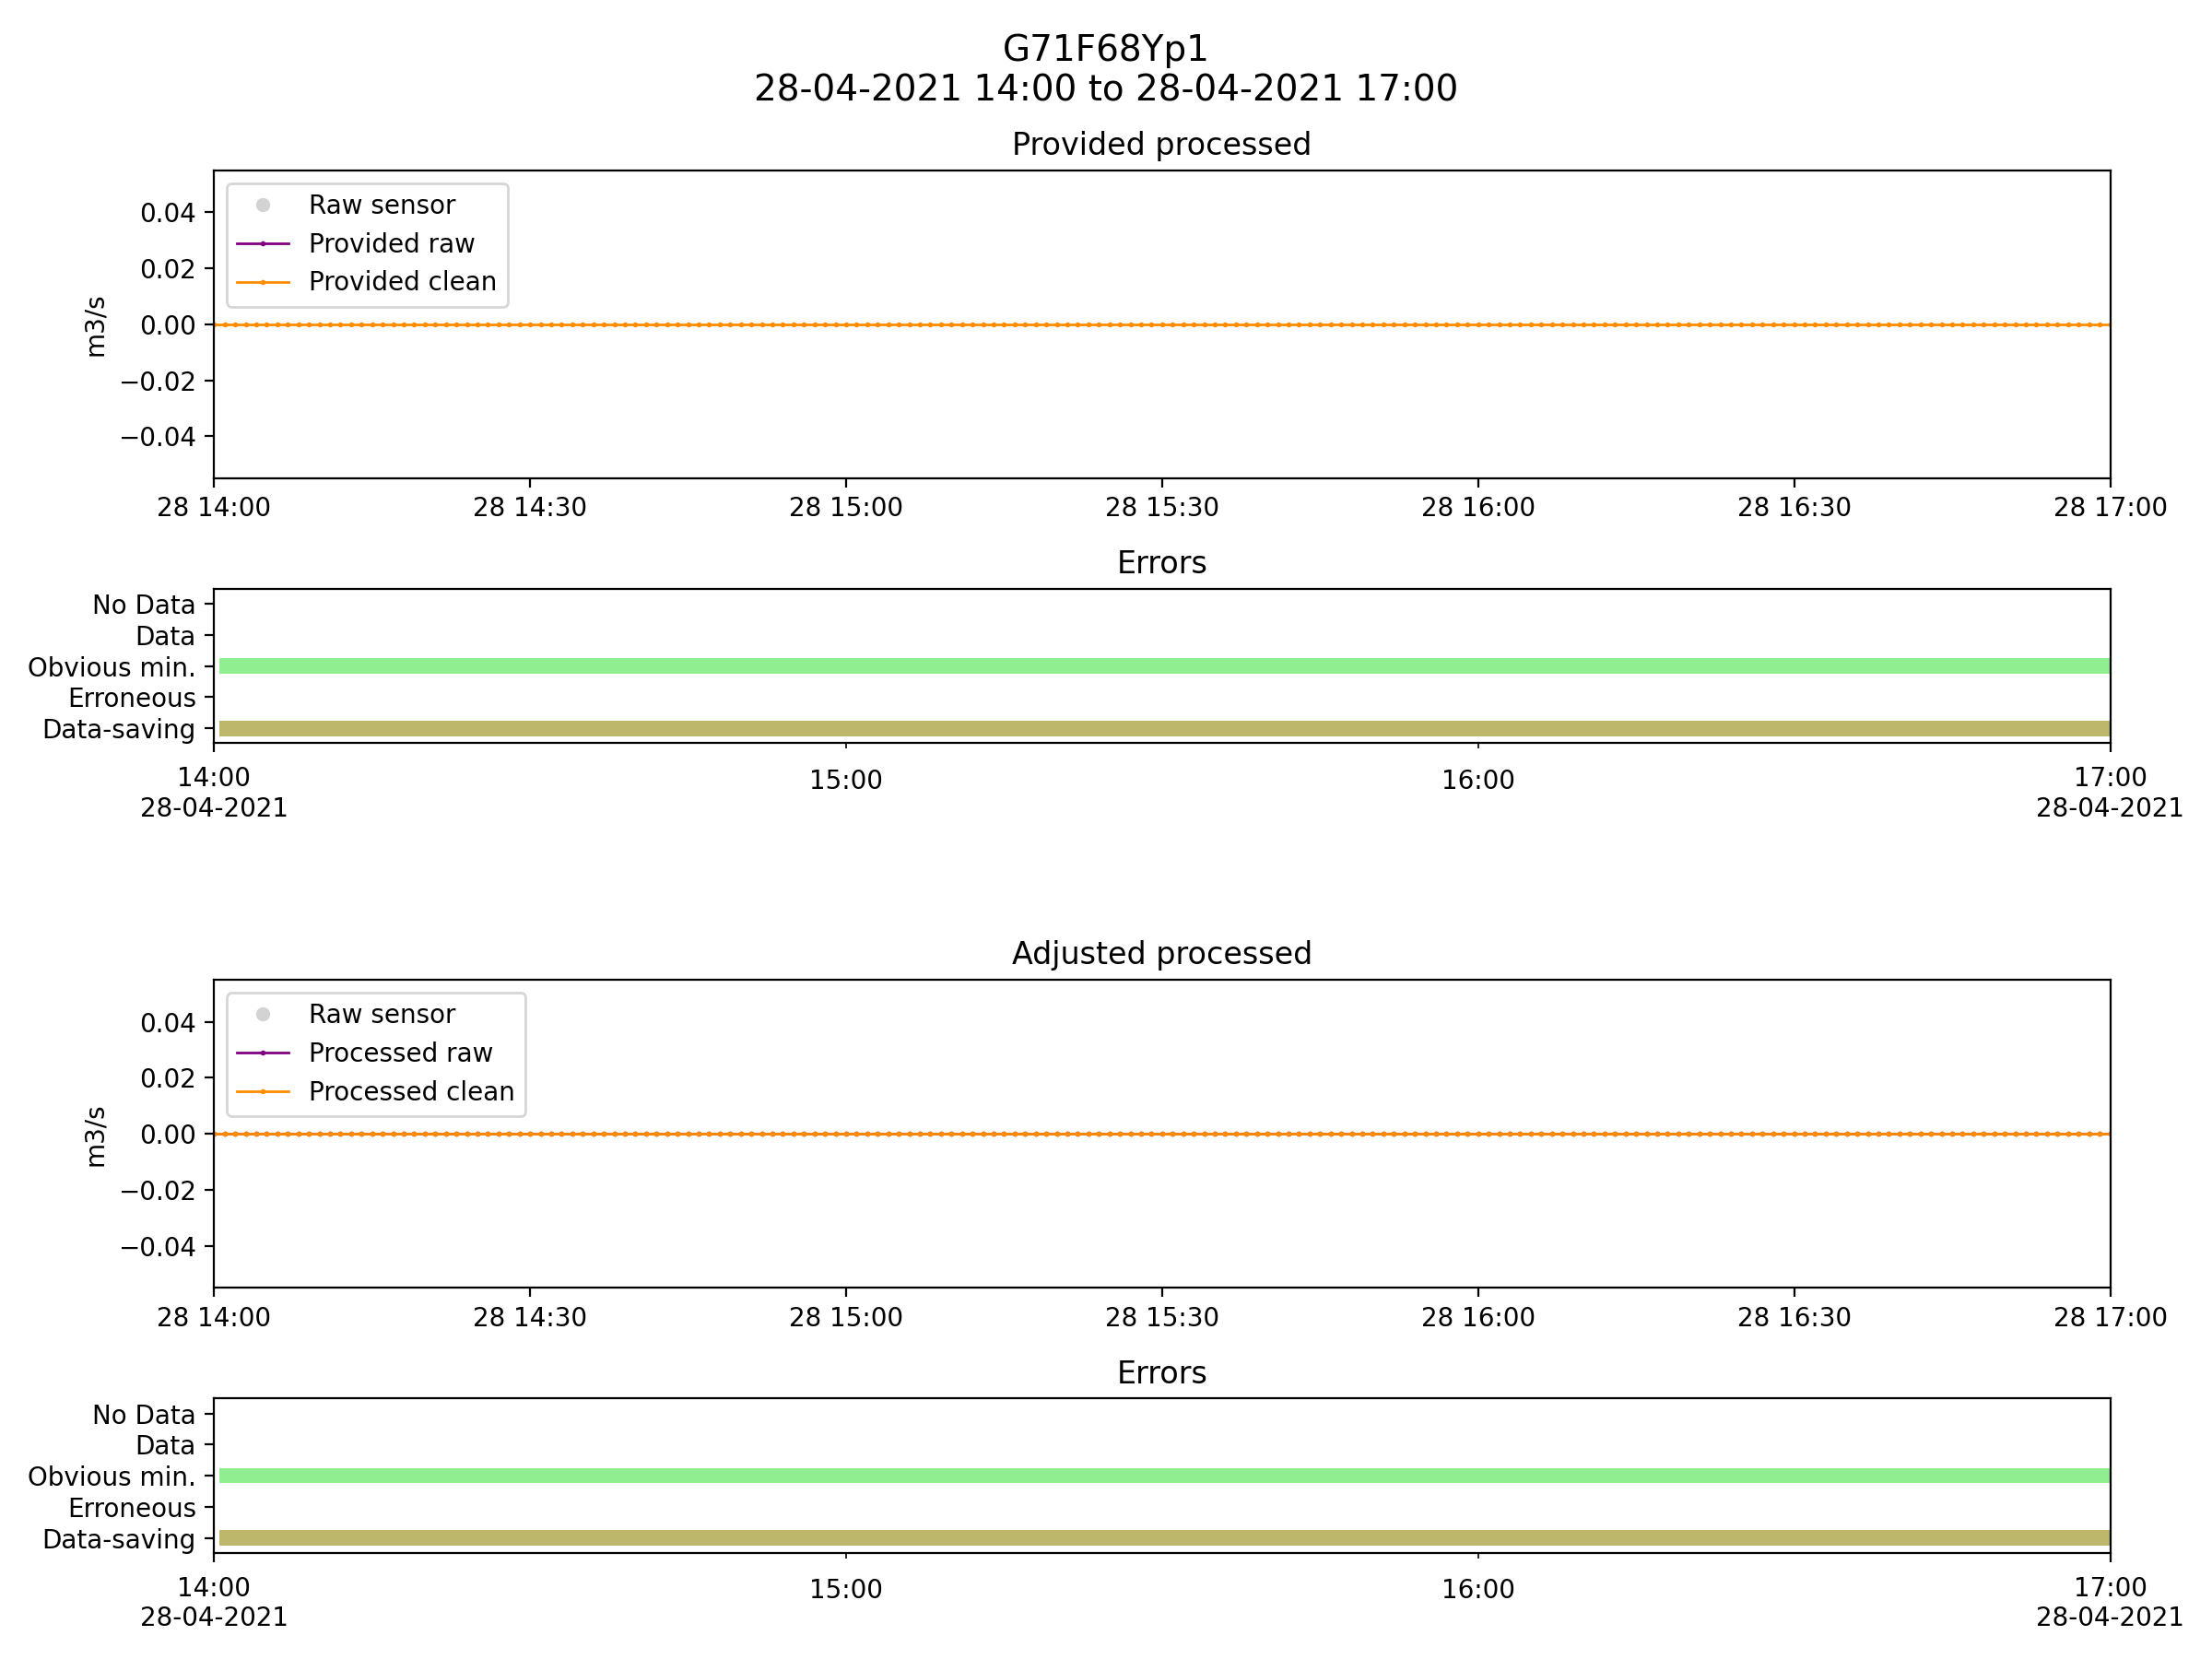 G71F68Yp1
28-04-2021 14:00 to 28-04-2021 17:00
Provided processed
Raw sensor
Provided raw
Provided clean
m3/s
0.04
0.02
0.00
−0.02
−0.04
28 14:00 28 14:30 28 15:00 28 15:30 28 16:00 28 16:30 28 17:00
Errors
No Data
Data
Obvious min.
Erroneous
Data-saving
14:00 15:00 16:00 17:00
28-04-2021 28-04-2021
Adjusted processed
Raw sensor
Processed raw
Processed clean
m3/s
0.04
0.02
0.00
−0.02
−0.04
28 14:00 28 14:30 28 15:00 28 15:30 28 16:00 28 16:30 28 17:00
Errors
No Data
Data
Obvious min.
Erroneous
Data-saving
14:00 15:00 16:00 17:00
28-04-2021 28-04-2021